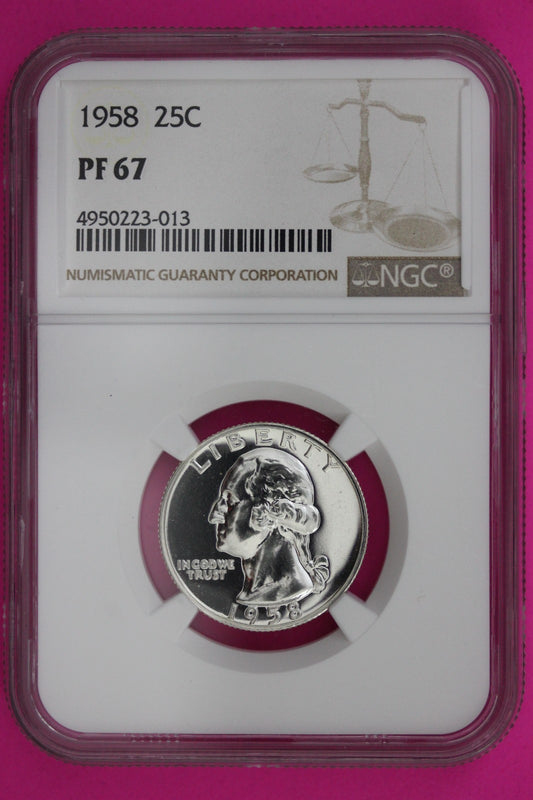 1958 25C
PF 67
4950223-013
NUMISMATIC GUARANTY CORPORATION
NGC®
LIBERTY
IN GOD WE
TRUST
1958